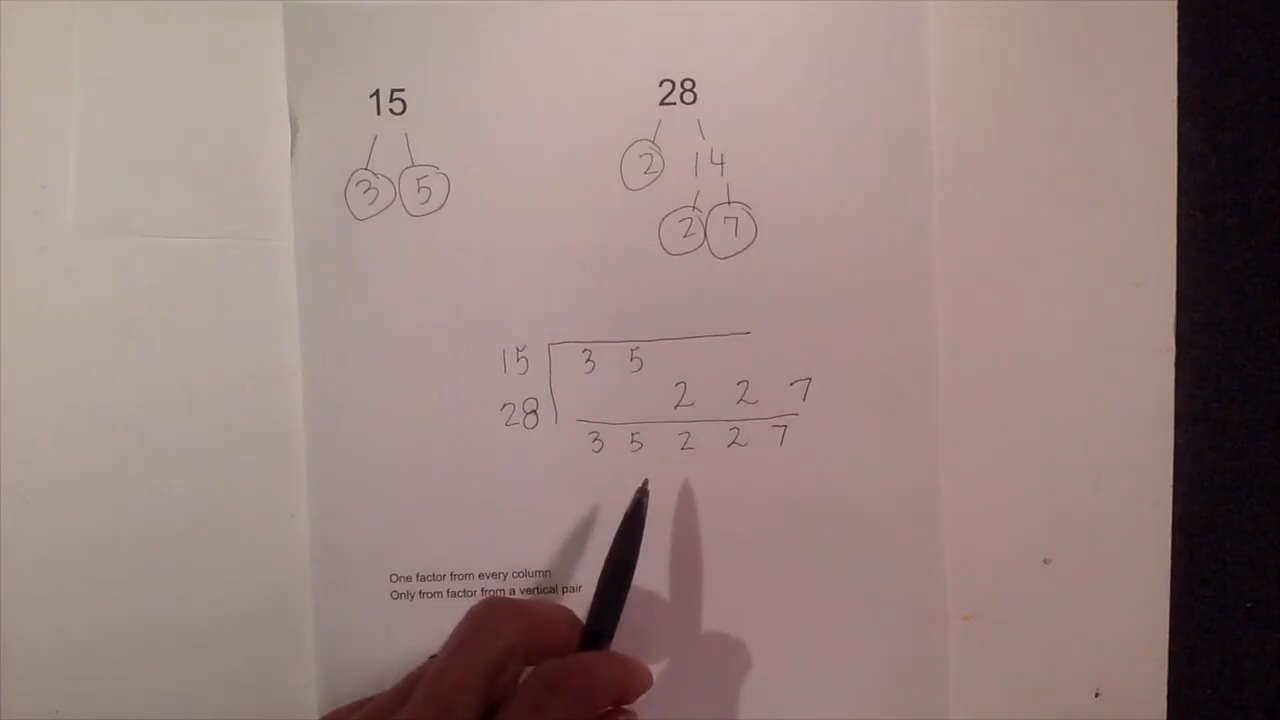 15 28
3 5 2 14
2 7
15 3 5
28 2 2 7
3 5 2 2 7
One factor from every column
Only from factor from a vertical pair